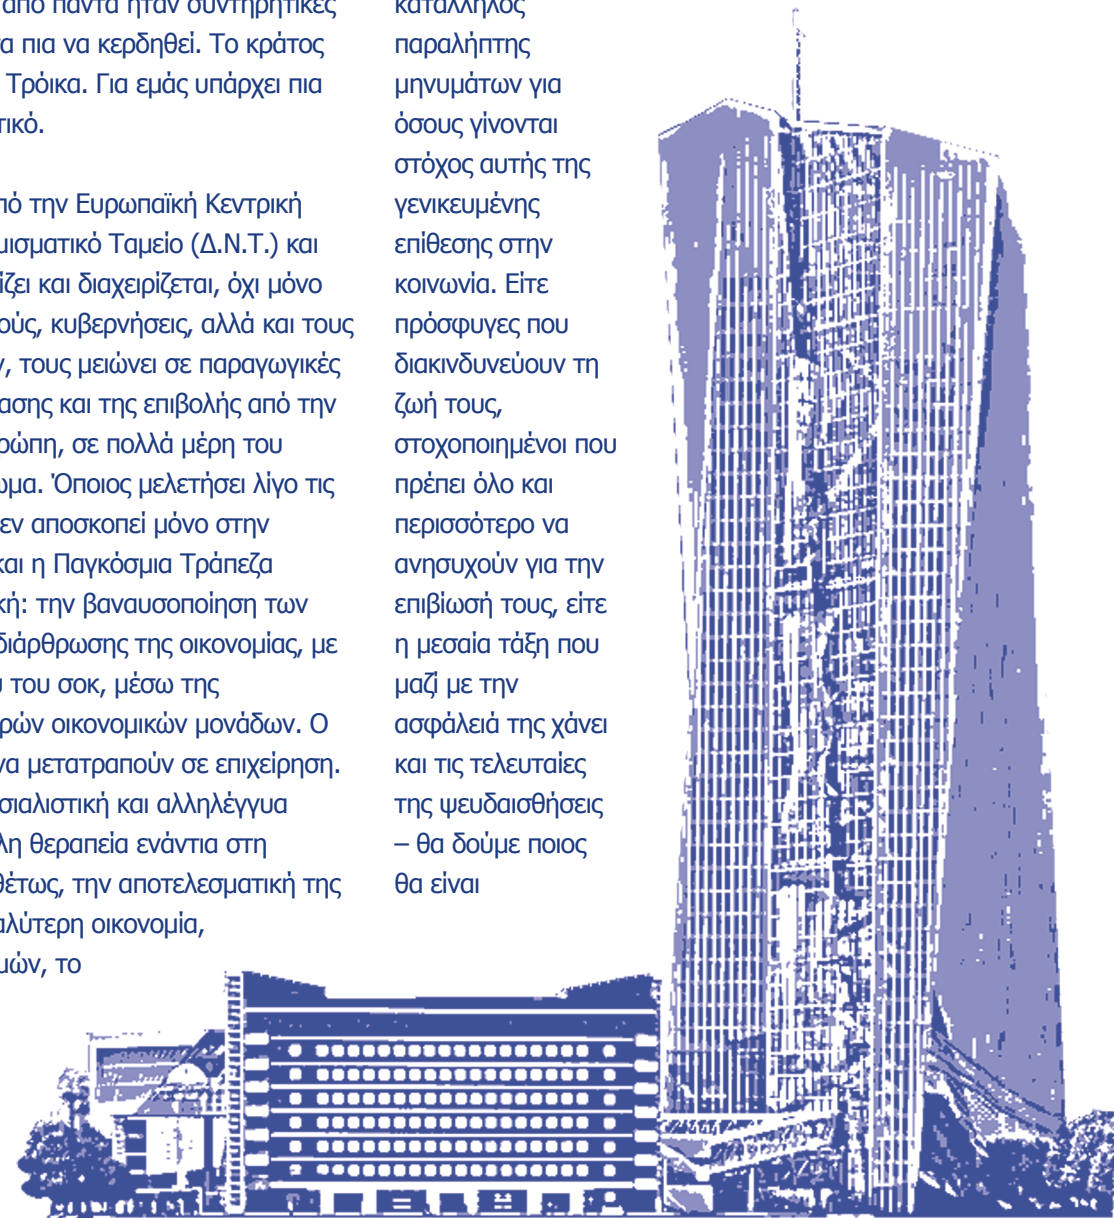 από πάντα ήταν συντηρητικές
πια να κερδηθεί. Το κράτος
Τρόικα. Για εμάς υπάρχει πια
τικό.
πό την Ευρωπαϊκή Κεντρική
μισματικό Ταμείο (Δ.Ν.Τ.) και
ίζει και διαχειρίζεται, όχι μόνο
ούς, κυβερνήσεις, αλλά και τους
ν, τους μειώνει σε παραγωγικές
ασης και της επιβολής από την
ρώπη, σε πολλά μέρη του
ωμα. Όποιος μελετήσει λίγο τις
εν αποσκοπεί μόνο στην
και η Παγκόσμια Τράπεζα
κή: την βαναυσοποίηση των
διάρθρωσης της οικονομίας, με
του σοκ, μέσω της
ρών οικονομικών μονάδων. Ο
να μετατραπούν σε επιχείρηση.
σιαλιστική και αλληλέγγυα
λη θεραπεία ενάντια στη
θέτως, την αποτελεσματική της
αλύτερη οικονομία,
μών, το
κατάλληλος
παραλήπτης
μηνυμάτων για
όσους γίνονται
στόχος αυτής της
γενικευμένης
επίθεσης στην
κοινωνία. Είτε
πρόσφυγες που
διακινδυνεύουν τη
ζωή τους,
στοχοποιημένοι που
πρέπει όλο και
περισσότερο να
ανησυχούν για την
επιβίωσή τους, είτε
η μεσαία τάξη που
μαζί με την
ασφάλειά της χάνει
και τις τελευταίες
της ψευδαισθήσεις
– θα δούμε ποιος
θα είναι